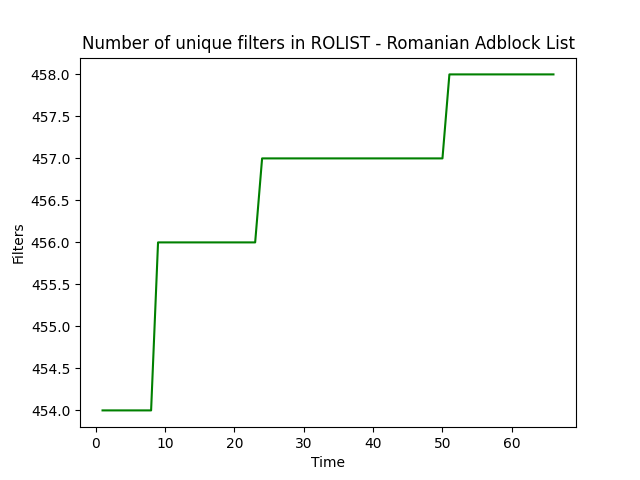 Number of unique filters in ROLIST - Romanian Adblock List
458.0
457.5
457.0
456.5
456.0
455.5
455.0
454.5
454.0
Filters
0 10 20 30 40 50 60
Time